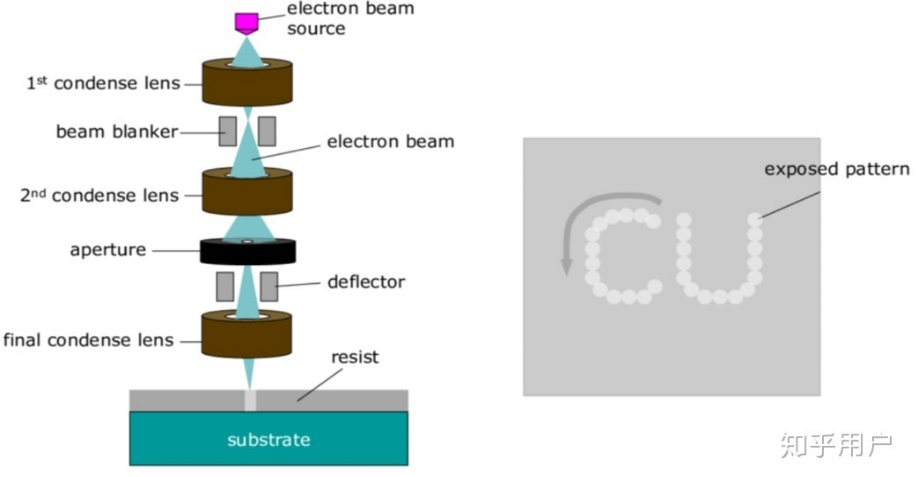 electron beam
source
1st condense lens
beam blanker
electron beam
2nd condense lens
aperture
deflector
final condense lens
resist
substrate
exposed pattern
CU
知乎用户